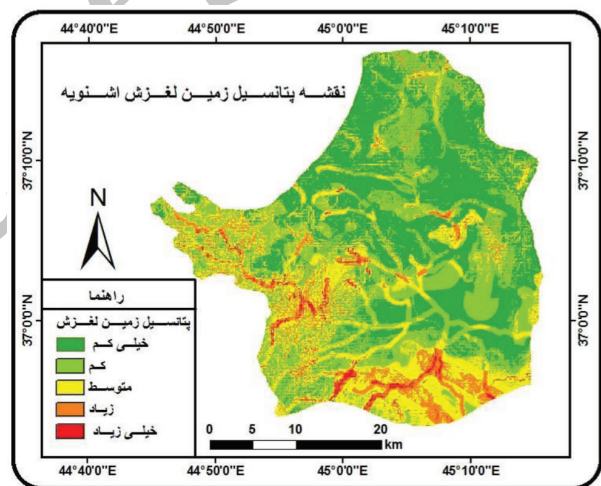 44°40'0"E 44°50'0"E 45°0'0"E 45°10'0"E
نقشه پتانسیل زمین لغزش اشنویه
37°10'0"N 37°10'0"N
N
37°0'0"N 37°0'0"N
راهنما
پتانسیل زمین لغزش
خیلی کم
کم
متوسط
زیاد
خیلی زیاد
0 5 10 20
km
44°40'0"E 44°50'0"E 45°0'0"E 45°10'0"E